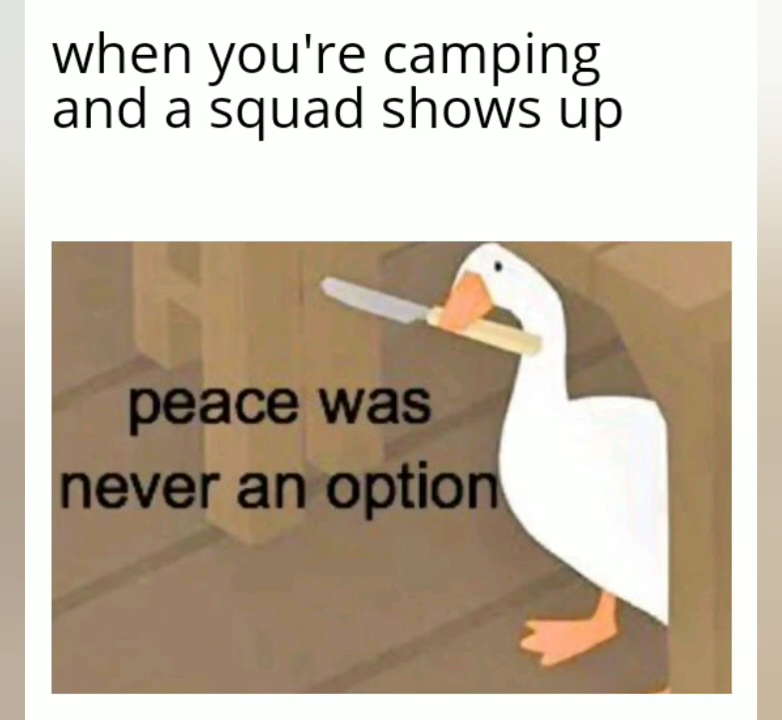 when you're camping
and a squad shows up
peace was
never an option